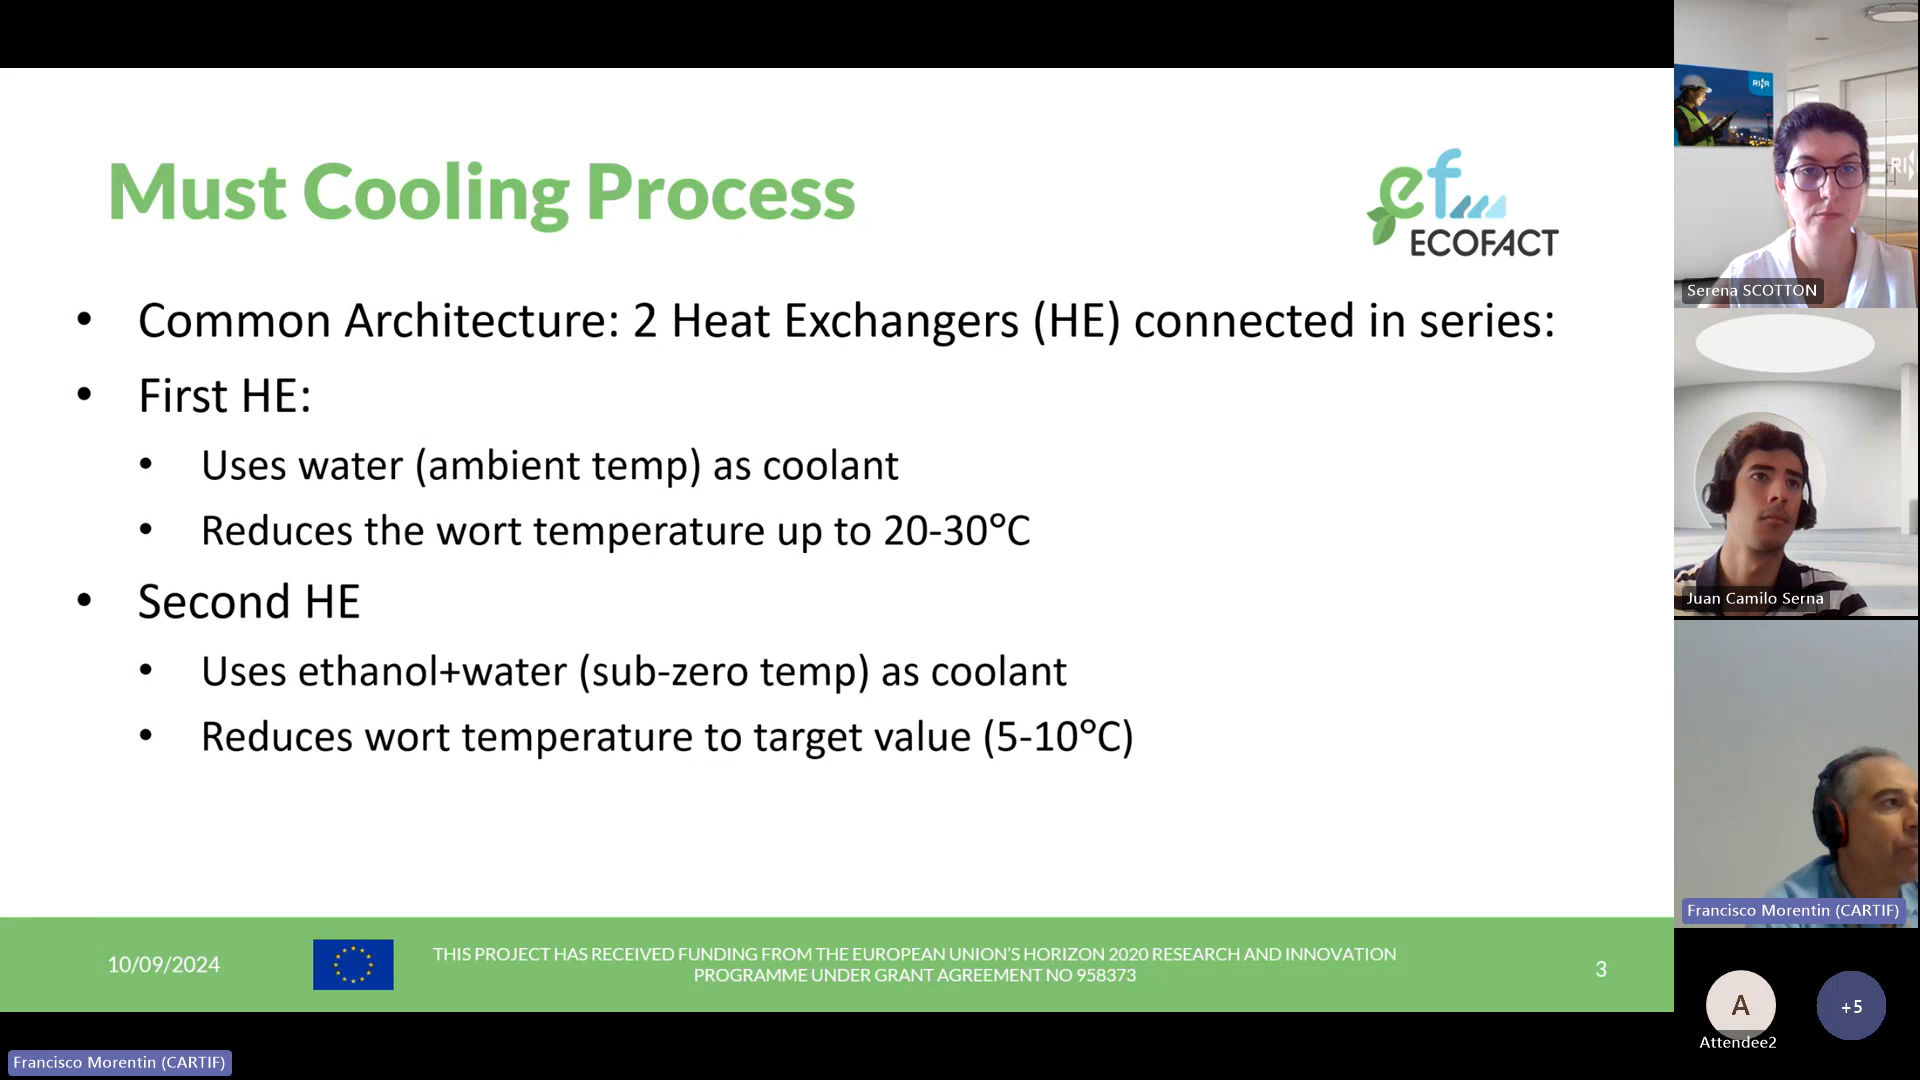 Must Cooling Process
ef
ECOFACT
• Common Architecture: 2 Heat Exchangers (HE) connected in series:
• First HE:
• Uses water (ambient temp) as coolant
• Reduces the wort temperature up to 20-30°C
• Second HE
• Uses ethanol+water (sub-zero temp) as coolant
• Reduces wort temperature to target value (5-10°C)
10/09/2024
THIS PROJECT HAS RECEIVED FUNDING FROM THE EUROPEAN UNION'S HORIZON 2020 RESEARCH AND INNOVATION
PROGRAMME UNDER GRANT AGREEMENT NO 958373
3
Francisco Morentin (CARTIF)
RINA
Serena SCOTTON
Juan Camilo Serna
Francisco Morentin (CARTIF)
A
Attendee2
+5